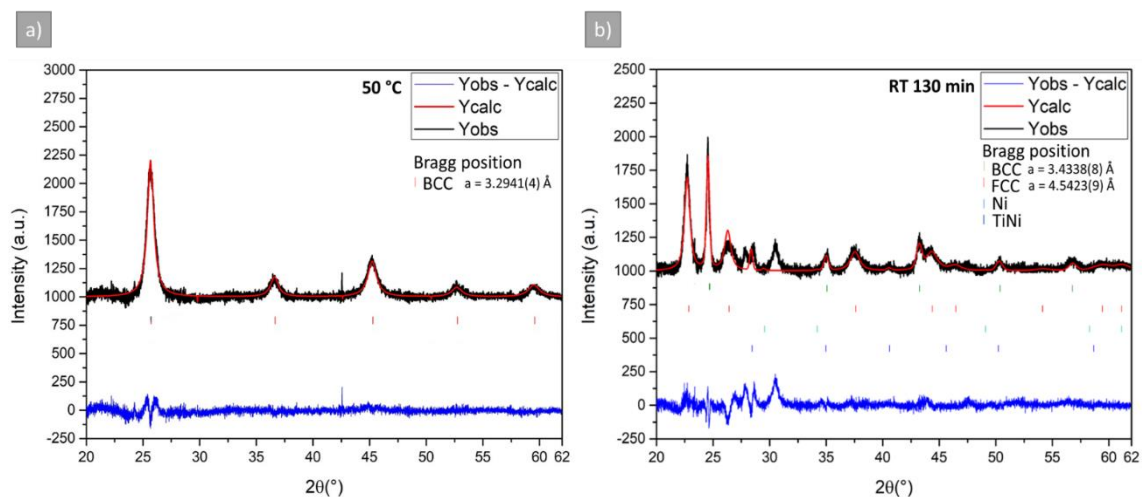 a)
50 °C
Yobs - Ycalc
Ycalc
Yobs
Bragg position
BCC a = 3.2941(4) Å
3000
2750
2500
2250
2000
1750
1500
1250
1000
750
500
250
0
-250
Intensity (a.u.)
20 25 30 35 40 45 50 55 60 62
2θ(°)
b)
RT 130 min
Yobs - Ycalc
Ycalc
Yobs
Bragg position
BCC a = 3.4338(8) Å
FCC a = 4.5423(9) Å
Ni
TiNi
2500
2250
2000
1750
1500
1250
1000
750
500
250
0
-250
Intensity (a.u.)
20 25 30 35 40 45 50 55 60 62
2θ(°)